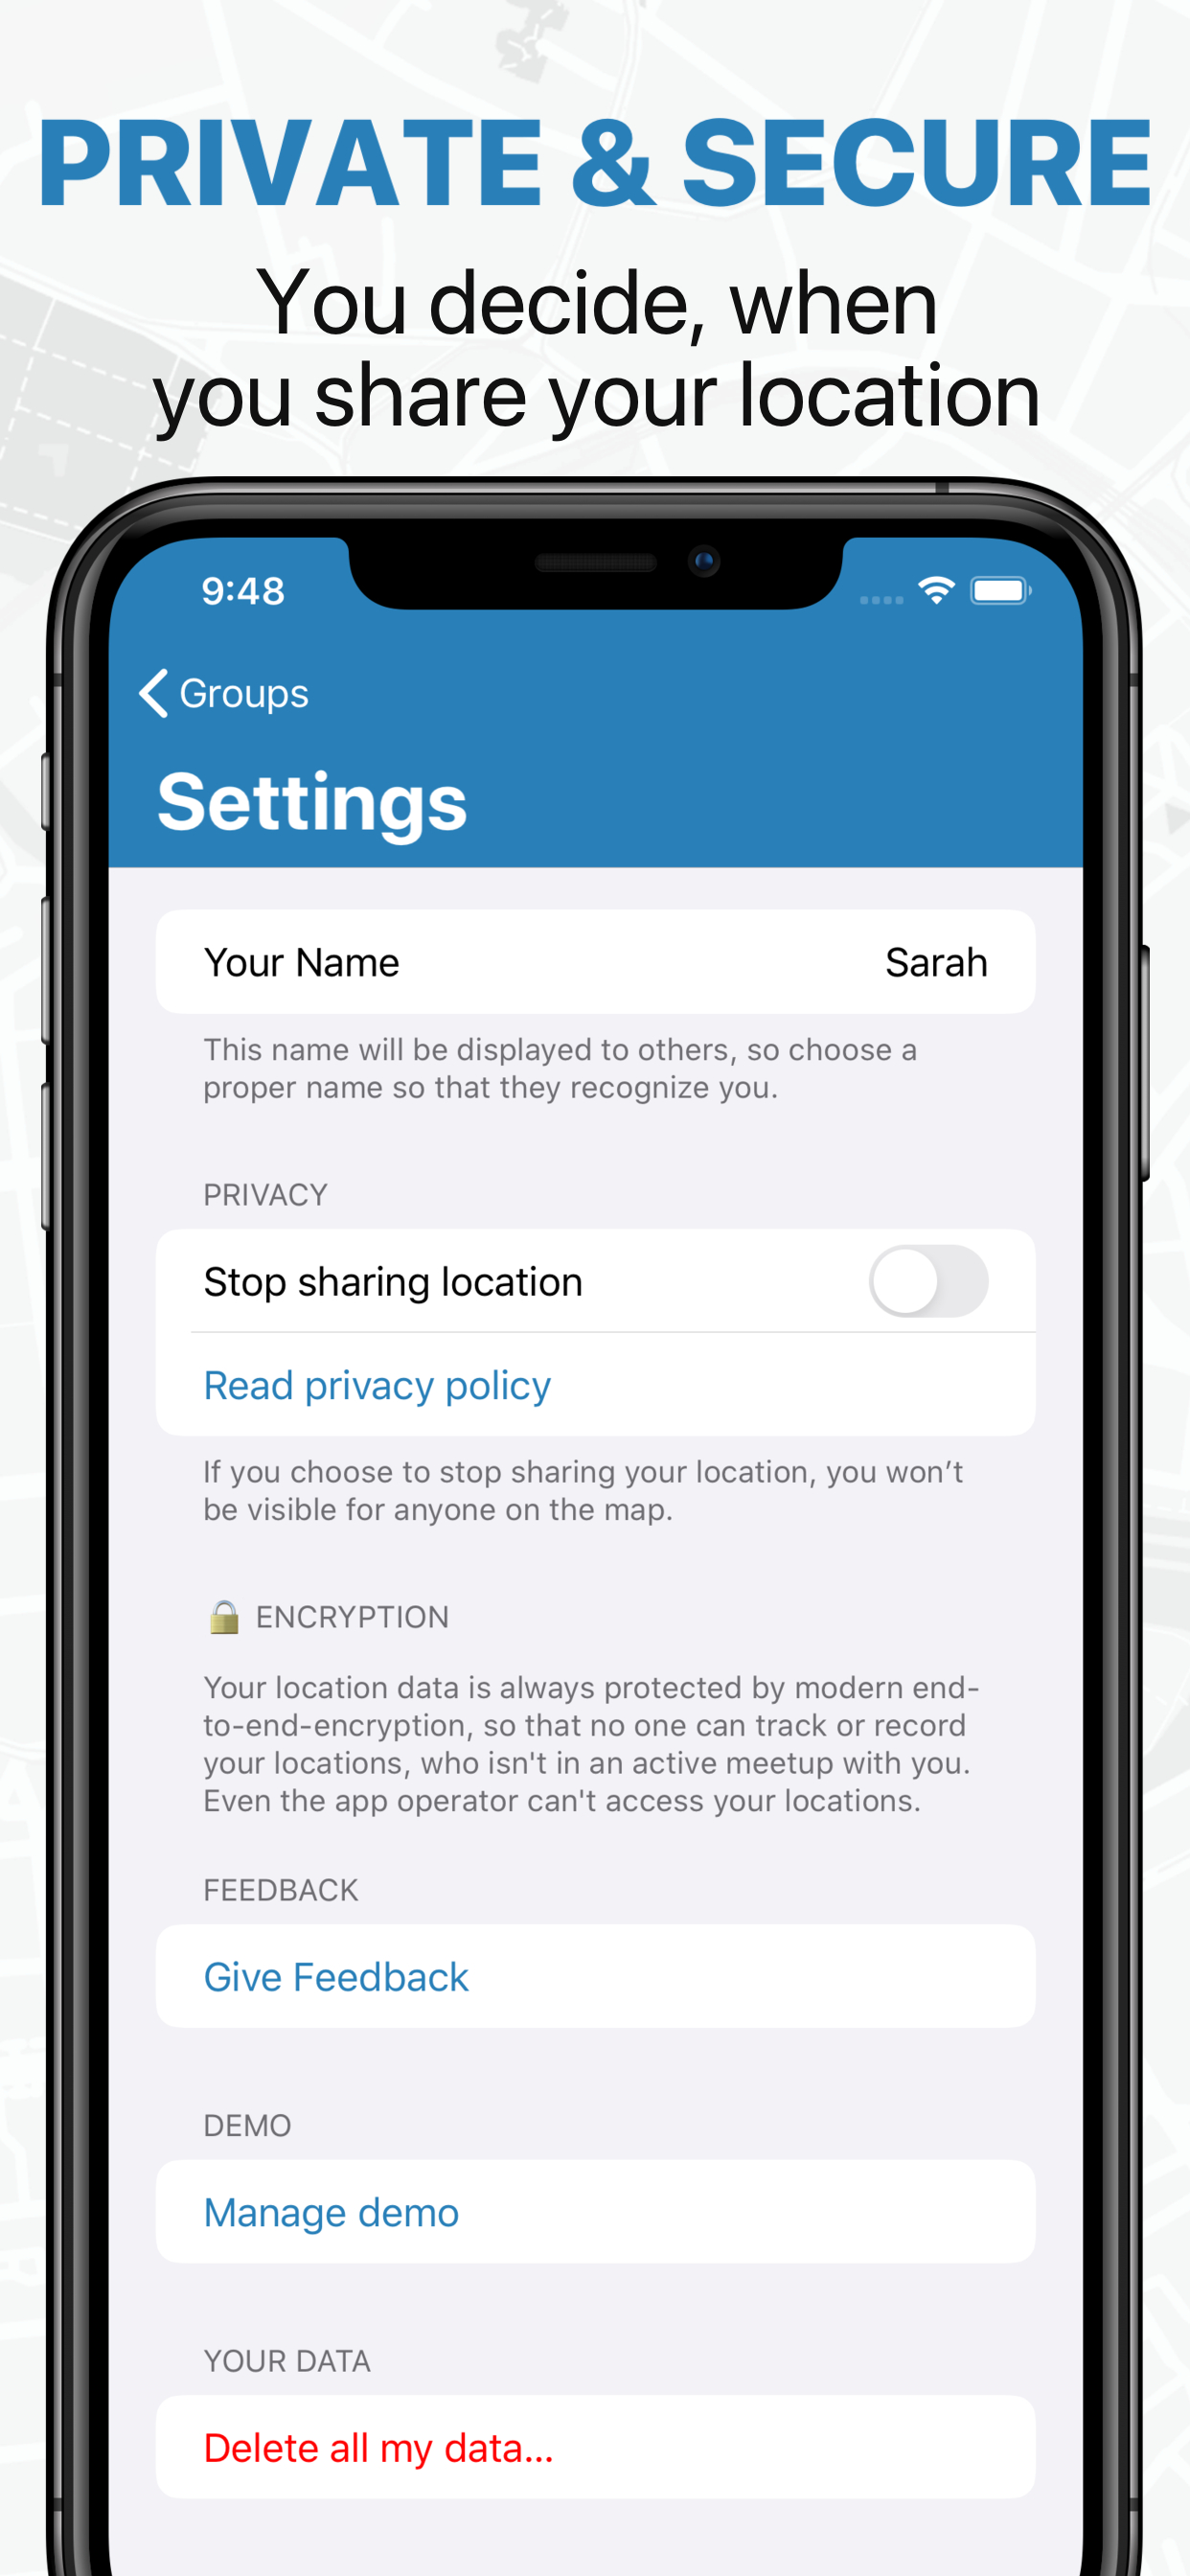 PRIVATE & SECURE
You decide, when
you share your location
9:48
Groups
Settings
Your Name Sarah
This name will be displayed to others, so choose a
proper name so that they recognize you.
PRIVACY
Stop sharing location
Read privacy policy
If you choose to stop sharing your location, you won’t
be visible for anyone on the map.
🔒 ENCRYPTION
Your location data is always protected by modern end-
to-end-encryption, so that no one can track or record
your locations, who isn't in an active meetup with you.
Even the app operator can't access your locations.
FEEDBACK
Give Feedback
DEMO
Manage demo
YOUR DATA
Delete all my data...